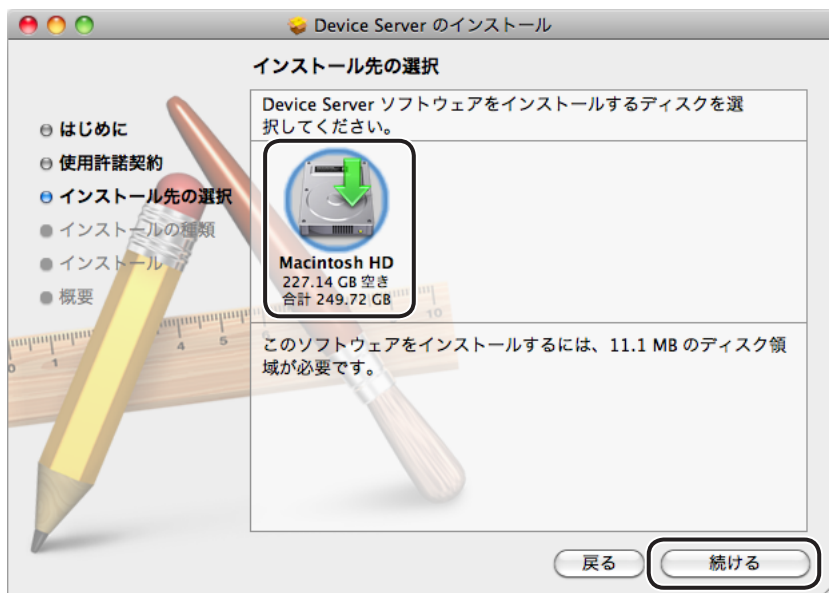 Device Server のインストール
インストール先の選択
はじめに
使用許諾契約
インストール先の選択
インストールの種類
インストール
概要
Device Server ソフトウェアをインストールするディスクを選
択してください。
Macintosh HD
227.14 GB 空き
合計 249.72 GB
このソフトウェアをインストールするには、11.1 MB のディスク領
域が必要です。
0 1 4 5 10
戻る
続ける